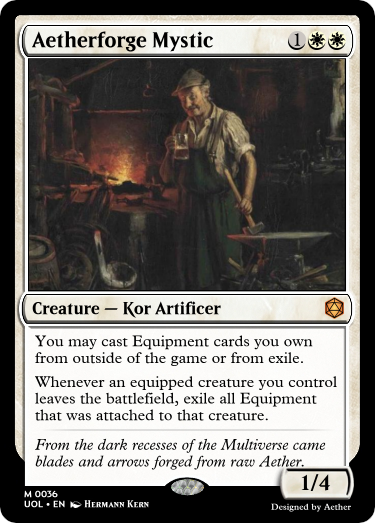 Aetherforge Mystic 1
Creature — Kor Artificer
You may cast Equipment cards you own
from outside of the game or from exile.
Whenever an equipped creature you control
leaves the battlefield, exile all Equipment
that was attached to that creature.
From the dark recesses of the Multiverse came
blades and arrows forged from raw Aether.
1/4
M 0036
UOL • EN Hermann Kern
Designed by Aether